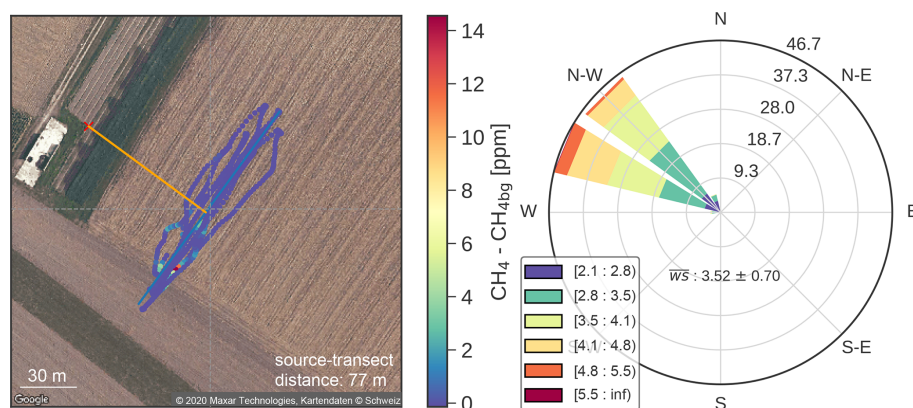 30 m
source-transect
distance: 77 m
Google
© 2020 Maxar Technologies, Kartendaten © Schweiz
14
12
10
8
6
4
2
0
CH4 - CH4bg [ppm]
N
N-E
E
S-E
S
S-W
W
N-W
46.7
37.3
28.0
18.7
9.3
ws : 3.52 ± 0.70
[2.1 : 2.8)
[2.8 : 3.5)
[3.5 : 4.1)
[4.1 : 4.8)
[4.8 : 5.5)
[5.5 : inf)